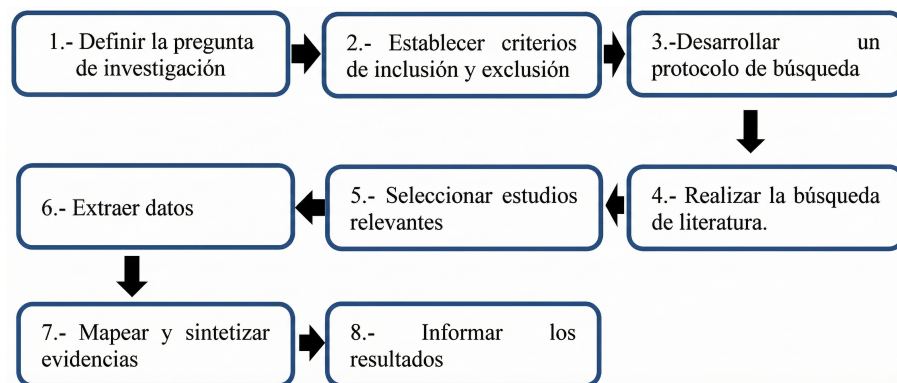 1.- Definir la pregunta
de investigación
2.- Establecer criterios
de inclusión y exclusión
3.-Desarrollar un
protocolo de búsqueda
4.- Realizar la búsqueda
de literatura.
5.- Seleccionar estudios
relevantes
6.- Extraer datos
7.- Mapear y sintetizar
evidencias
8.- Informar los
resultados